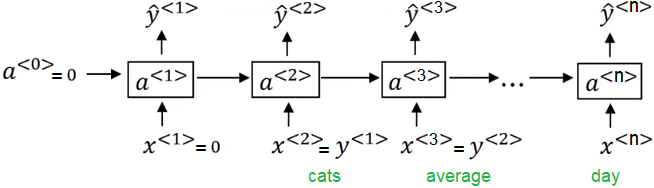 ŷ<1> ŷ<2> ŷ<3> ŷ<n>
a<0> = 0 a<1> a<2> a<3> ... a<n>
x<1> = 0 x<2> = y<1> x<3> = y<2> x<n>
cats average day